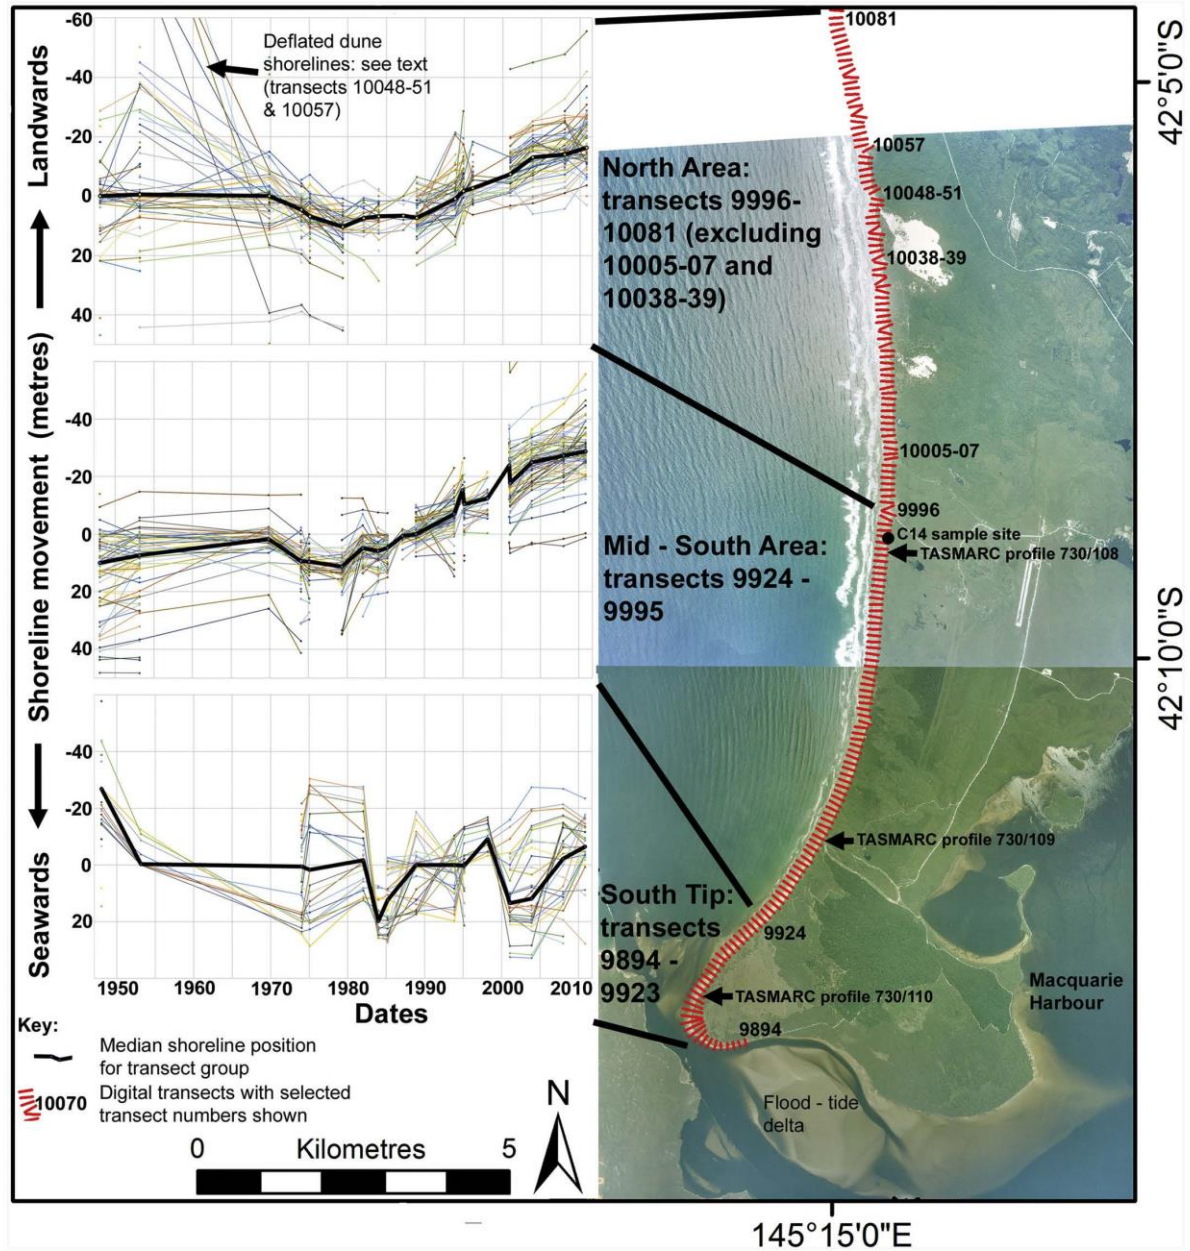 -60
-40
-20
0
20
40
Deflated dune
shorelines: see text
(transects 10048-51
& 10057)
-40
-20
0
20
40
-40
-20
0
20
1950 1960 1970 1980 1990 2000 2010
Dates
Landwards
Shoreline movement (metres)
Seawards
Key:
Median shoreline position
for transect group
10070 Digital transects with selected
transect numbers shown
0 Kilometres 5
N
North Area:
transects 9996-
10081 (excluding
10005-07 and
10038-39)
Mid - South Area:
transects 9924 -
9995
South Tip:
transects
9894 -
9923
10081
10057
10048-51
10038-39
10005-07
9996
C14 sample site
TASMARC profile 730/108
TASMARC profile 730/109
9924
TASMARC profile 730/110
9894
Macquarie
Harbour
Flood - tide
delta
42°5'0"S
42°10'0"S
145°15'0"E